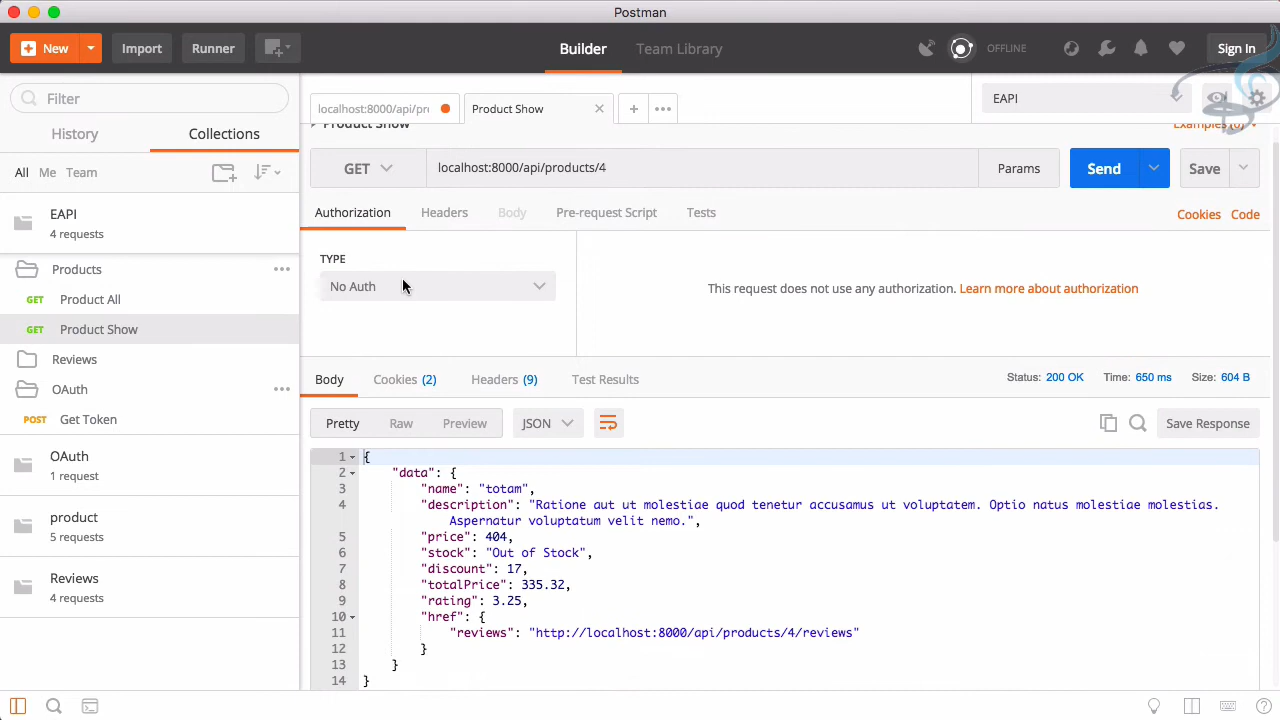 Postman
New
Import
Runner
Builder
Team Library
OFFLINE
Sign In
Filter
localhost:8000/api/pr
Product Show
EAPI
History
Collections
Product Show
Examples (0)
All Me Team
GET
localhost:8000/api/products/4
Params
Send
Save
EAPI
4 requests
Authorization
Headers
Body
Pre-request Script
Tests
Cookies
Code
Products
GET Product All
GET Product Show
Reviews
OAuth
POST Get Token
OAuth
1 request
product
5 requests
Reviews
4 requests
TYPE
No Auth
This request does not use any authorization. Learn more about authorization
Body
Cookies (2)
Headers (9)
Test Results
Status: 200 OK
Time: 650 ms
Size: 604 B
Pretty
Raw
Preview
JSON
Save Response
1 {
2 "data": {
3 "name": "totam",
4 "description": "Ratione aut ut molestiae quod tenetur accusamus ut voluptatem. Optio natus molestiae molestias.
Aspernatur voluptatum velit nemo.",
5 "price": 404,
6 "stock": "Out of Stock",
7 "discount": 17,
8 "totalPrice": 335.32,
9 "rating": 3.25,
10 "href": {
11 "reviews": "http://localhost:8000/api/products/4/reviews"
12 }
13 }
14 }